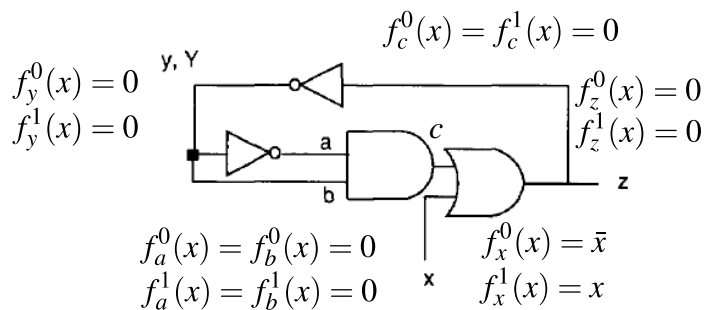 f_c^0(x) = f_c^1(x) = 0
y, Y
f_y^0(x) = 0
f_y^1(x) = 0
f_z^0(x) = 0
f_z^1(x) = 0
a
c
b
z
x
f_a^0(x) = f_b^0(x) = 0
f_a^1(x) = f_b^1(x) = 0
f_x^0(x) = x̄
f_x^1(x) = x